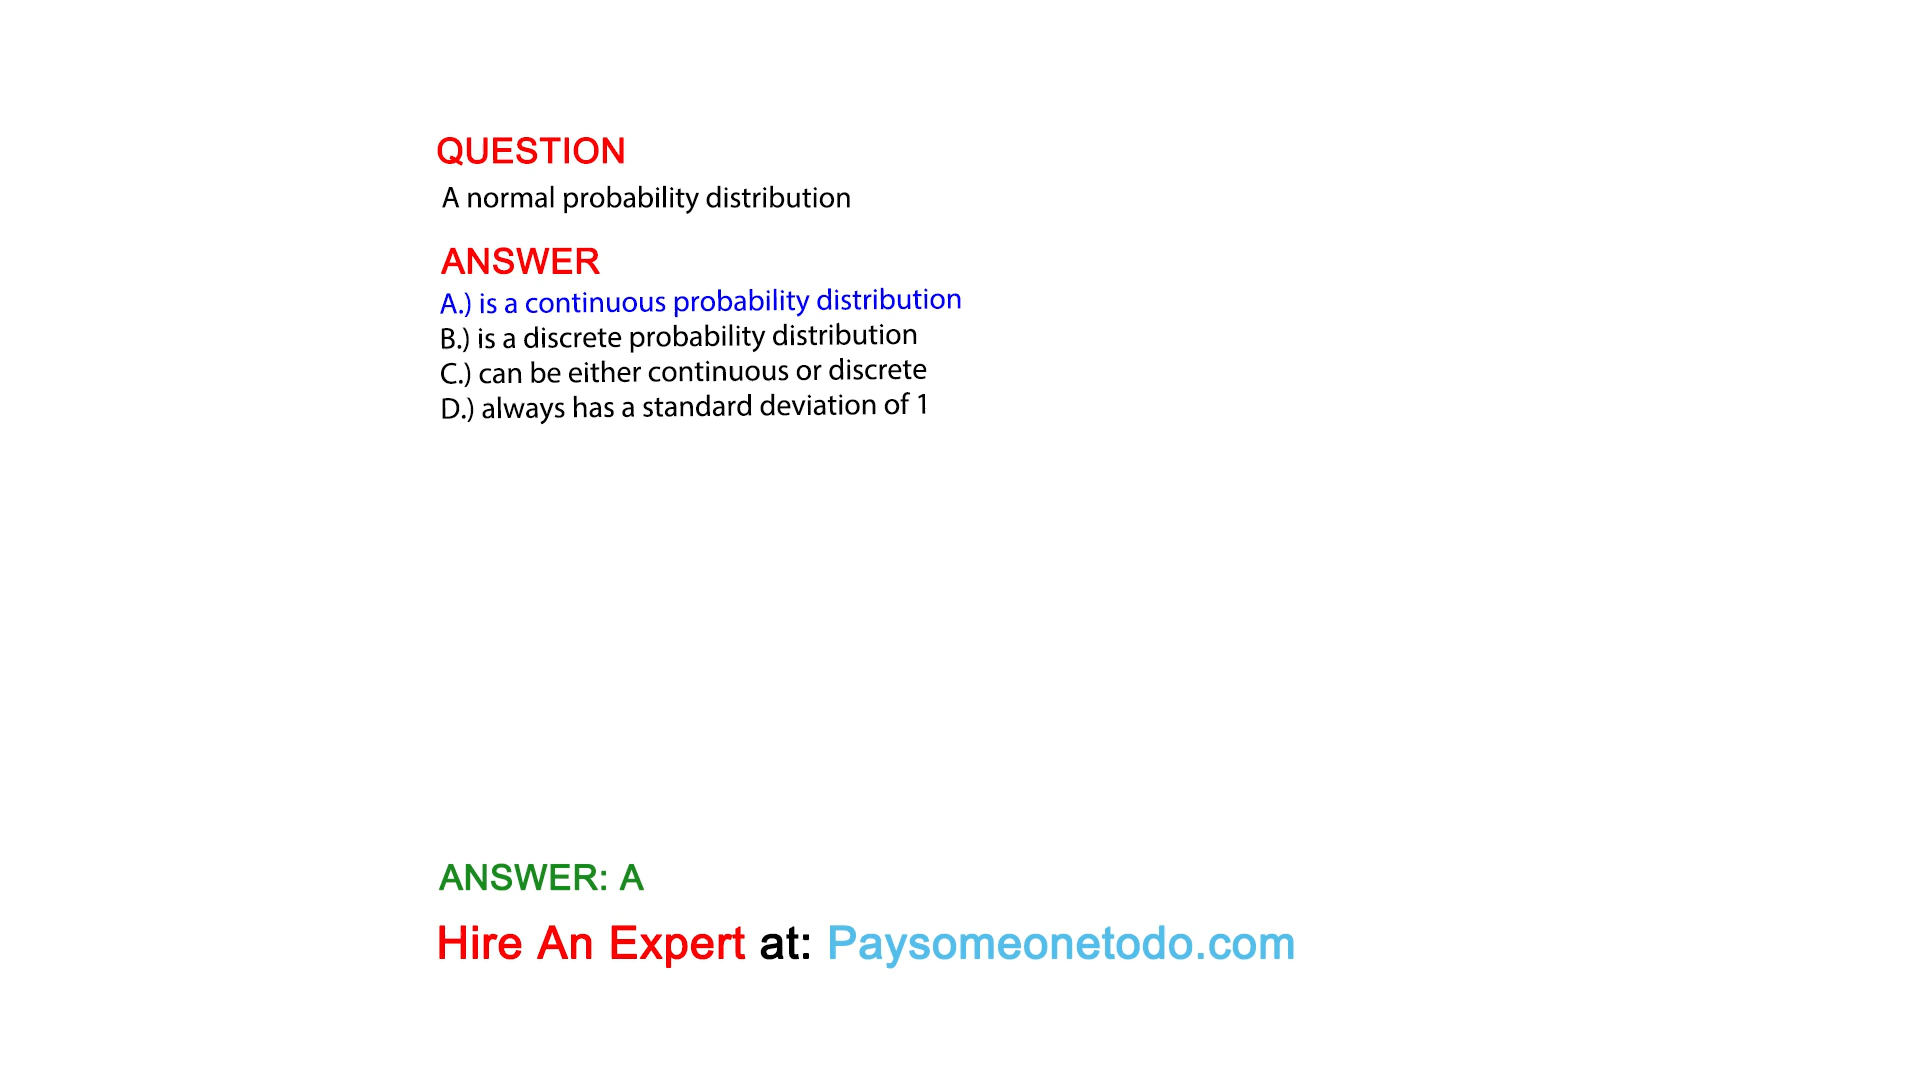 QUESTION
A normal probability distribution
ANSWER
A.) is a continuous probability distribution
B.) is a discrete probability distribution
C.) can be either continuous or discrete
D.) always has a standard deviation of 1
ANSWER: A
Hire An Expert at: Paysomeonetodo.com